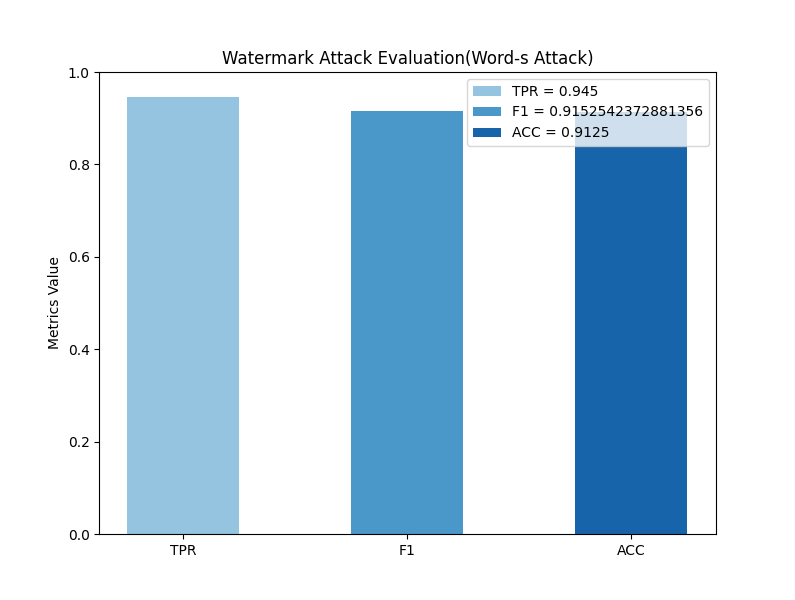 Watermark Attack Evaluation(Word-s Attack)
TPR = 0.945
F1 = 0.9152542372881356
ACC = 0.9125
1.0
0.8
0.6
0.4
0.2
0.0
Metrics Value
TPR
F1
ACC